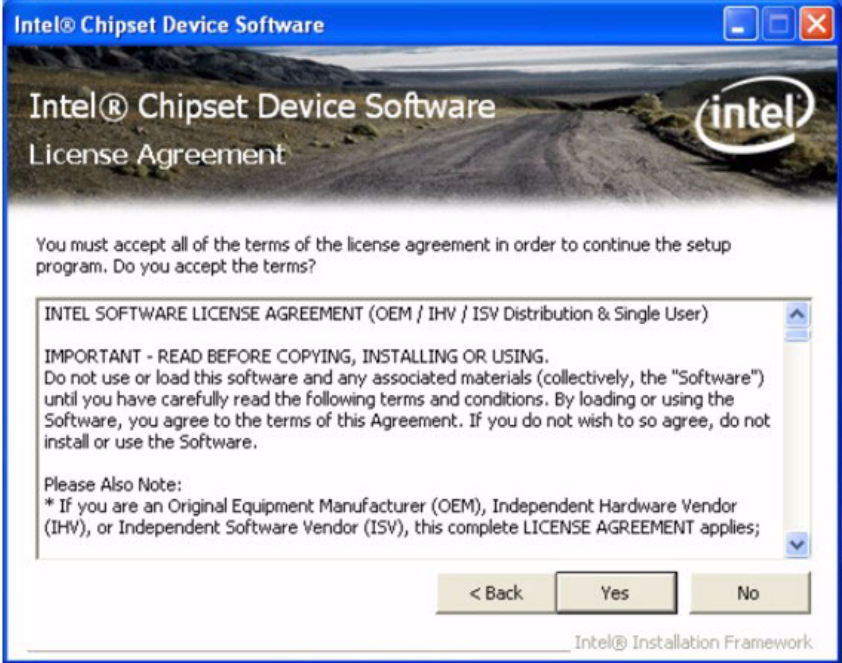 Intel® Chipset Device Software
Intel® Chipset Device Software
intel
License Agreement
You must accept all of the terms of the license agreement in order to continue the setup
program. Do you accept the terms?
INTEL SOFTWARE LICENSE AGREEMENT (OEM / IHV / ISV Distribution & Single User)
IMPORTANT - READ BEFORE COPYING, INSTALLING OR USING.
Do not use or load this software and any associated materials (collectively, the "Software")
until you have carefully read the following terms and conditions. By loading or using the
Software, you agree to the terms of this Agreement. If you do not wish to so agree, do not
install or use the Software.
Please Also Note:
* If you are an Original Equipment Manufacturer (OEM), Independent Hardware Vendor
(IHV), or Independent Software Vendor (ISV), this complete LICENSE AGREEMENT applies;
< Back
Yes
No
Intel® Installation Framework